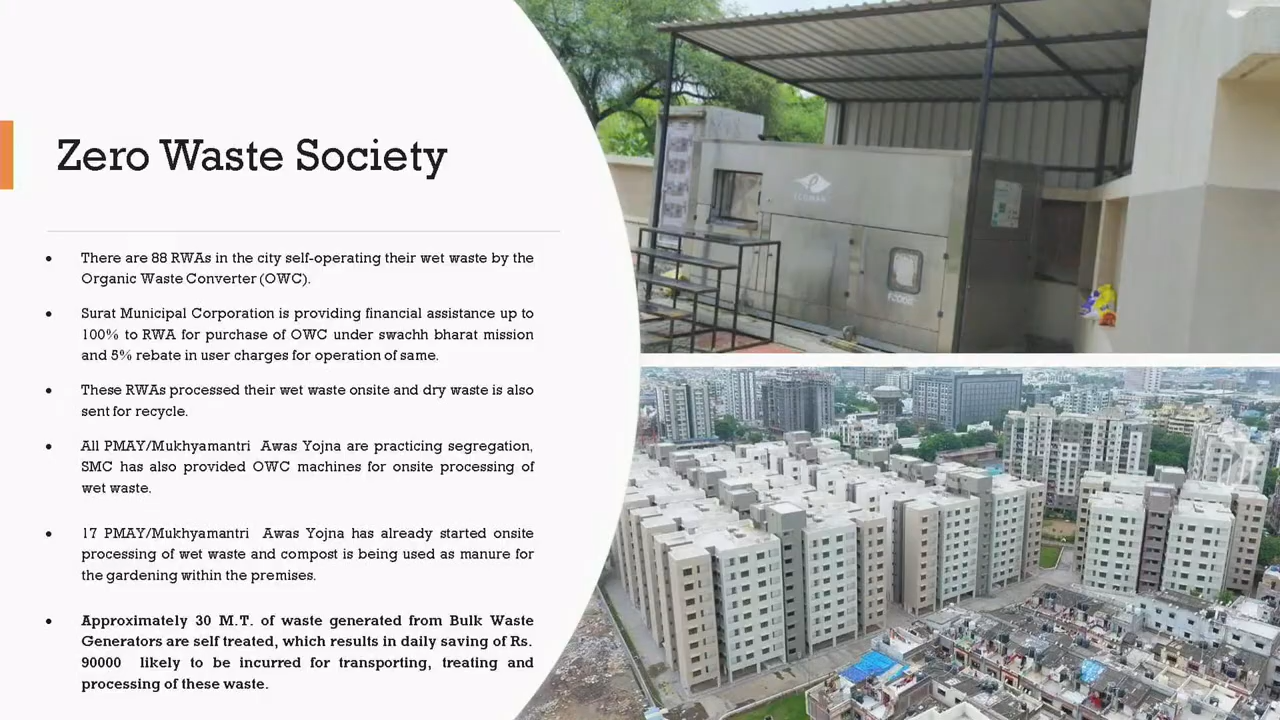 Zero Waste Society
• There are 88 RWAs in the city self-operating their wet waste by the
Organic Waste Converter (OWC).
• Surat Municipal Corporation is providing financial assistance up to
100% to RWA for purchase of OWC under swachh bharat mission
and 5% rebate in user charges for operation of same.
• These RWAs processed their wet waste onsite and dry waste is also
sent for recycle.
• All PMAY/Mukhyamantri Awas Yojna are practicing segregation,
SMC has also provided OWC machines for onsite processing of
wet waste.
• 17 PMAY/Mukhyamantri Awas Yojna has already started onsite
processing of wet waste and compost is being used as manure for
the gardening within the premises.
• Approximately 30 M.T. of waste generated from Bulk Waste
Generators are self treated, which results in daily saving of Rs.
90000 likely to be incurred for transporting, treating and
processing of these waste.